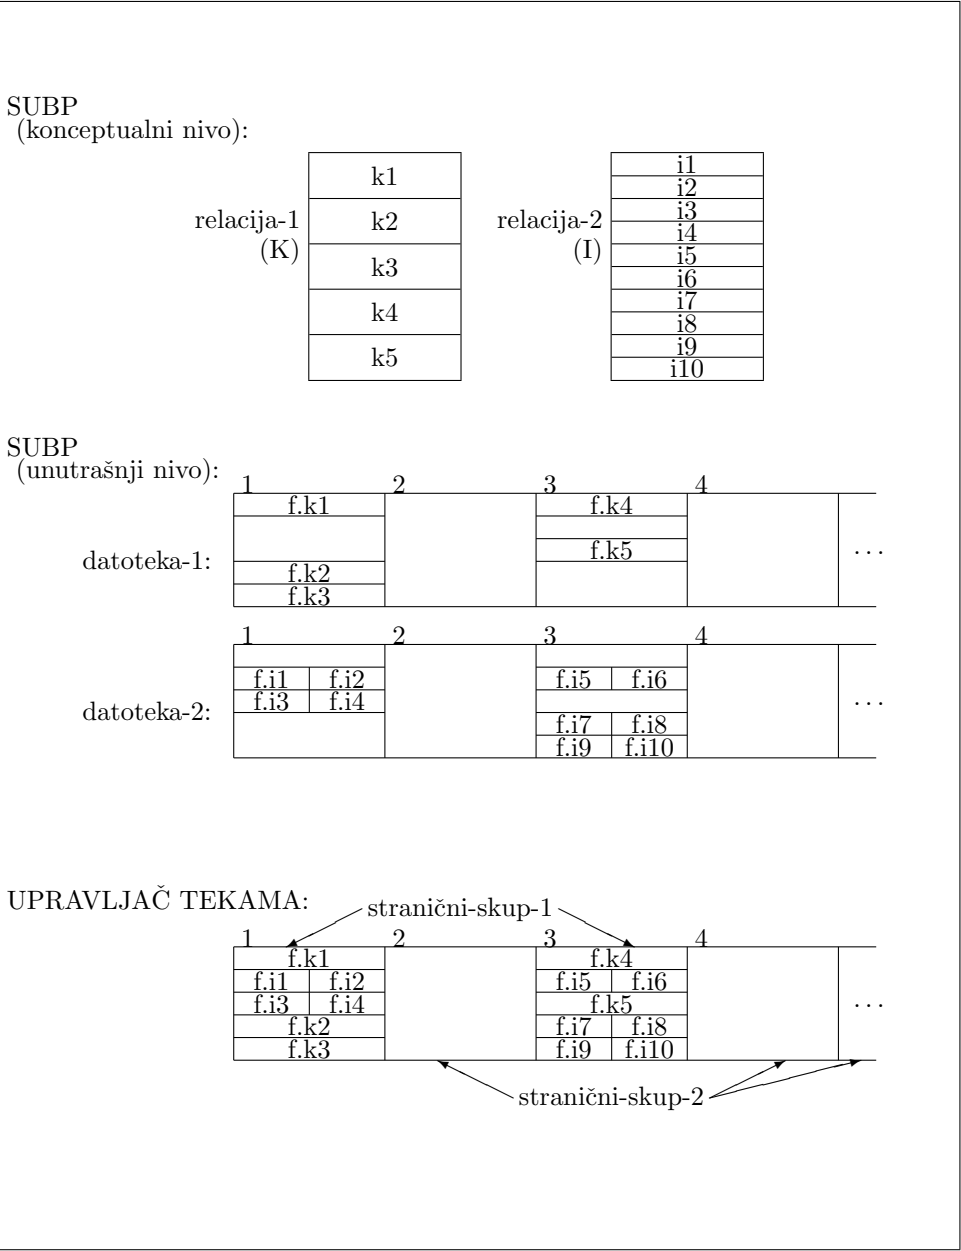 SUBP
(konceptualni nivo):
relacija-1
(K)
k1
k2
k3
k4
k5
relacija-2
(I)
i1
i2
i3
i4
i5
i6
i7
i8
i9
i10
SUBP
(unutrašnji nivo):
1 2 3 4
datoteka-1:
f.k1 f.k4
f.k5
f.k2
f.k3
...
1 2 3 4
datoteka-2:
f.i1 f.i2 f.i5 f.i6
f.i3 f.i4
f.i7 f.i8
f.i9 f.i10
...
UPRAVLJAČ TEKAMA:
stranični-skup-1
1 2 3 4
f.k1 f.k4
f.i1 f.i2 f.i5 f.i6
f.i3 f.i4 f.k5
f.k2 f.i7 f.i8
f.k3 f.i9 f.i10
...
stranični-skup-2